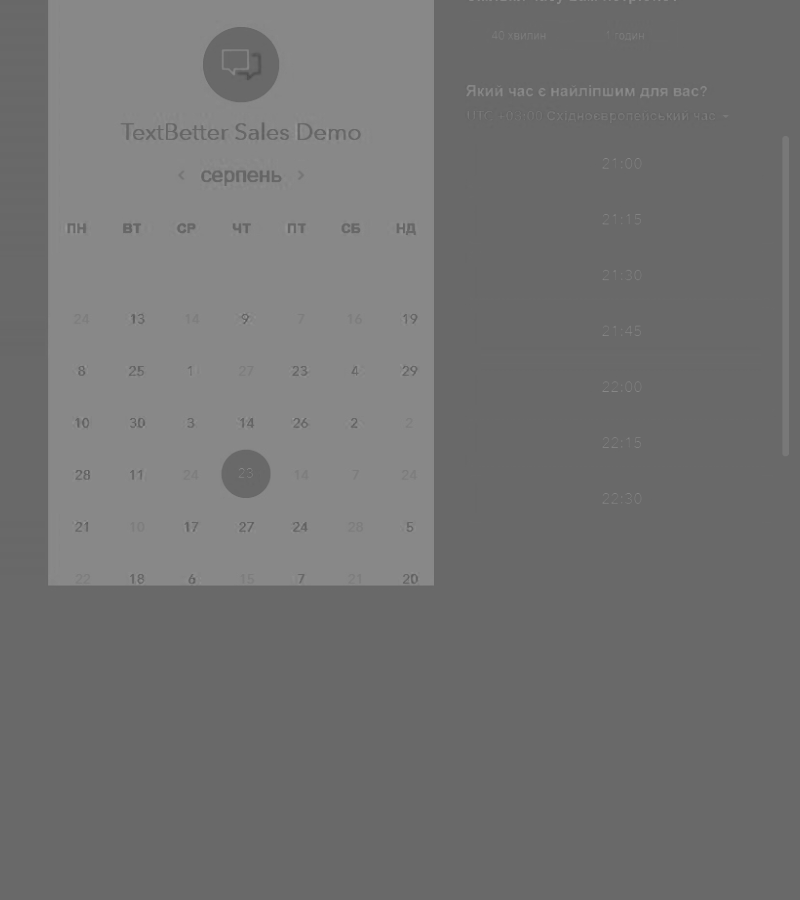 40 хвилин
1 годин
TextBetter Sales Demo
серпень
ПН ВТ СР ЧТ ПТ СБ НД
24 13 14 9 7 16 19
8 25 1 27 23 4 29
10 30 3 14 26 2 2
28 11 24 23 14 7 24
21 10 17 27 24 28 5
22 18 6 15 7 21 20
Який час є найліпшим для вас?
UTC +03:00 Східноєвропейський час
21:00
21:15
21:30
21:45
22:00
22:15
22:30